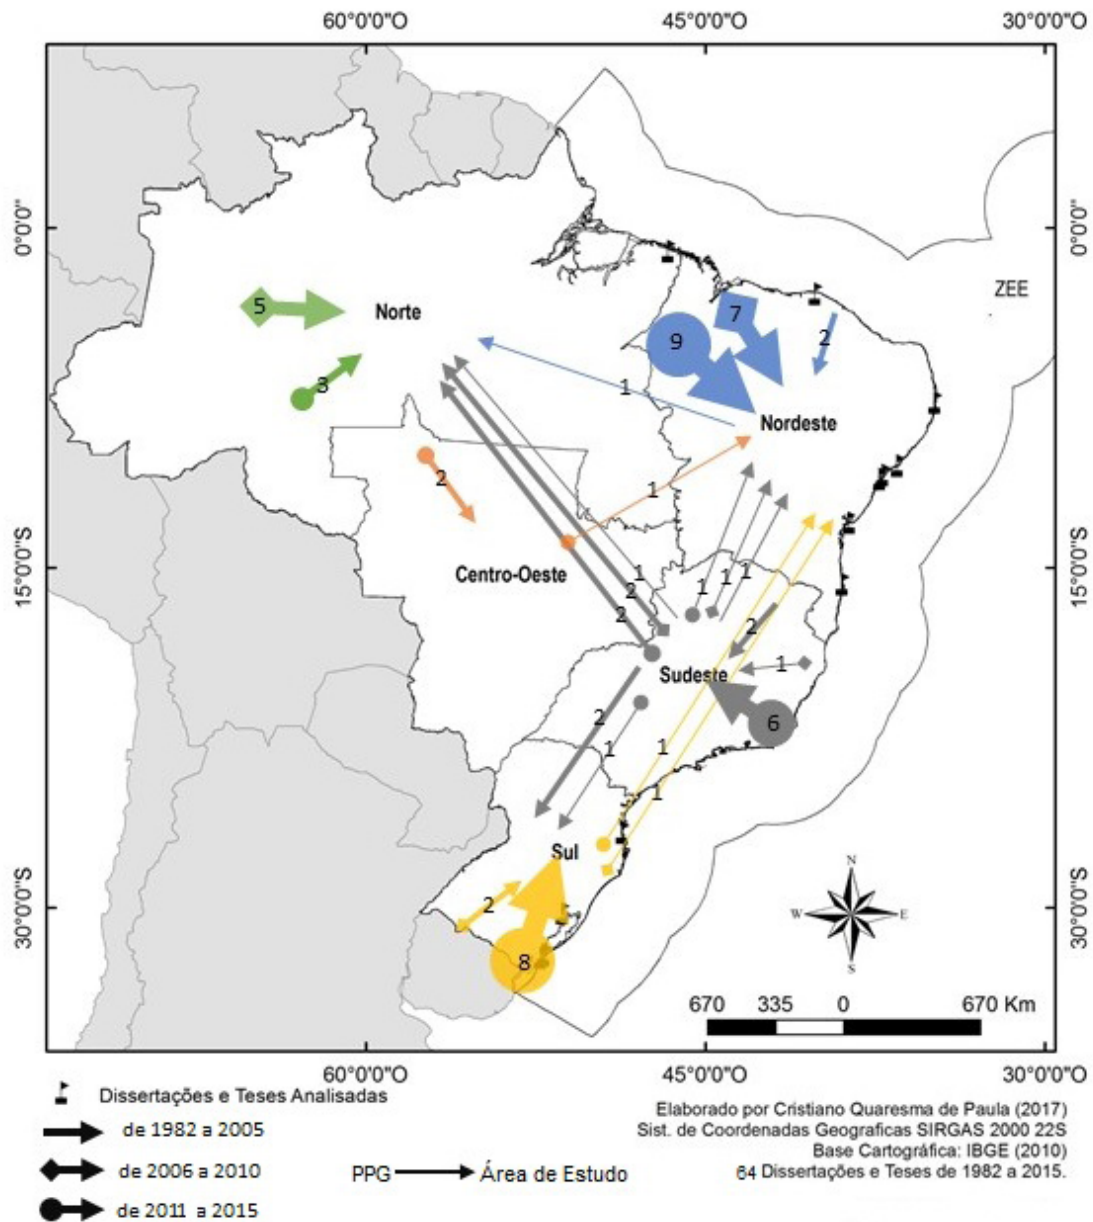 60°0'0"O 45°0'0"O 30°0'0"O
0°0'0"
0°0'0"
ZEE
5
Norte
7
9
2
3
1
Nordeste
2
1
15°0'0"S
15°0'0"S
Centro-Oeste
1
2
2
1
1
1
2
1
Sudeste
2
6
1
1
1
Sul
2
8
30°0'0"S
30°0'0"S
N
W E
S
670 335 0 670 Km
60°0'0"O 45°0'0"O 30°0'0"O
Dissertações e Teses Analisadas
de 1982 a 2005
de 2006 a 2010
de 2011 a 2015
PPG Área de Estudo
Elaborado por Cristiano Quaresma de Paula (2017)
Sist. de Coordenadas Geograficas SIRGAS 2000 22S
Base Cartográfica: IBGE (2010)
64 Dissertações e Teses de 1982 a 2015.